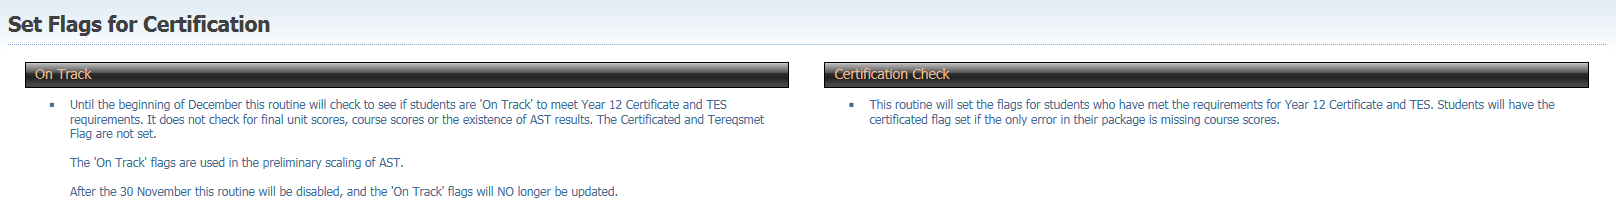 Set Flags for Certification
On Track
Until the beginning of December this routine will check to see if students are 'On Track' to meet Year 12 Certificate and TES
requirements. It does not check for final unit scores, course scores or the existence of AST results. The Certificated and Tereqsmet
Flag are not set.
The 'On Track' flags are used in the preliminary scaling of AST.
After the 30 November this routine will be disabled, and the 'On Track' flags will NO longer be updated.
Certification Check
This routine will set the flags for students who have met the requirements for Year 12 Certificate and TES. Students will have the
certificated flag set if the only error in their package is missing course scores.